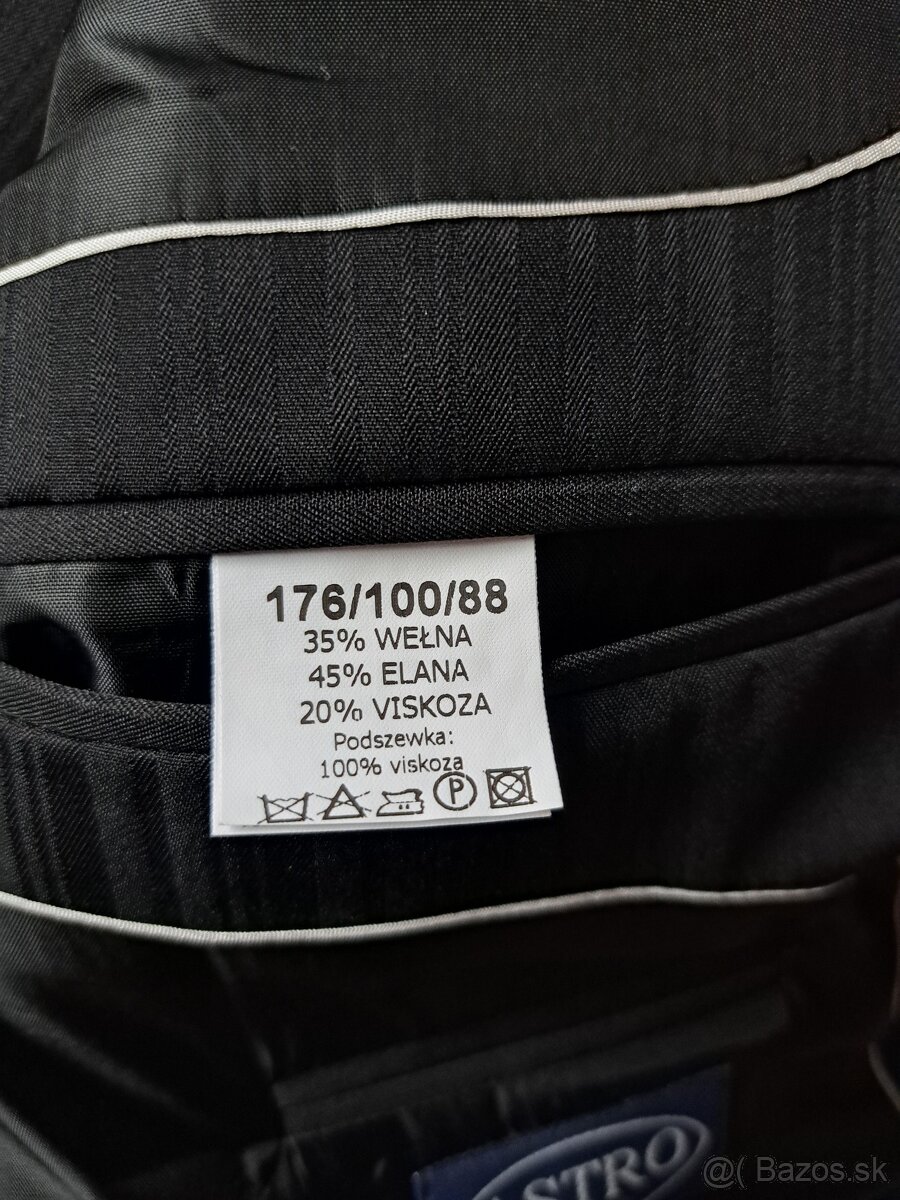 176/100/88
35% WEŁNA
45% ELANA
20% VISKOZA
Podszewka:
100% viskoza
P
@( Bazos.sk